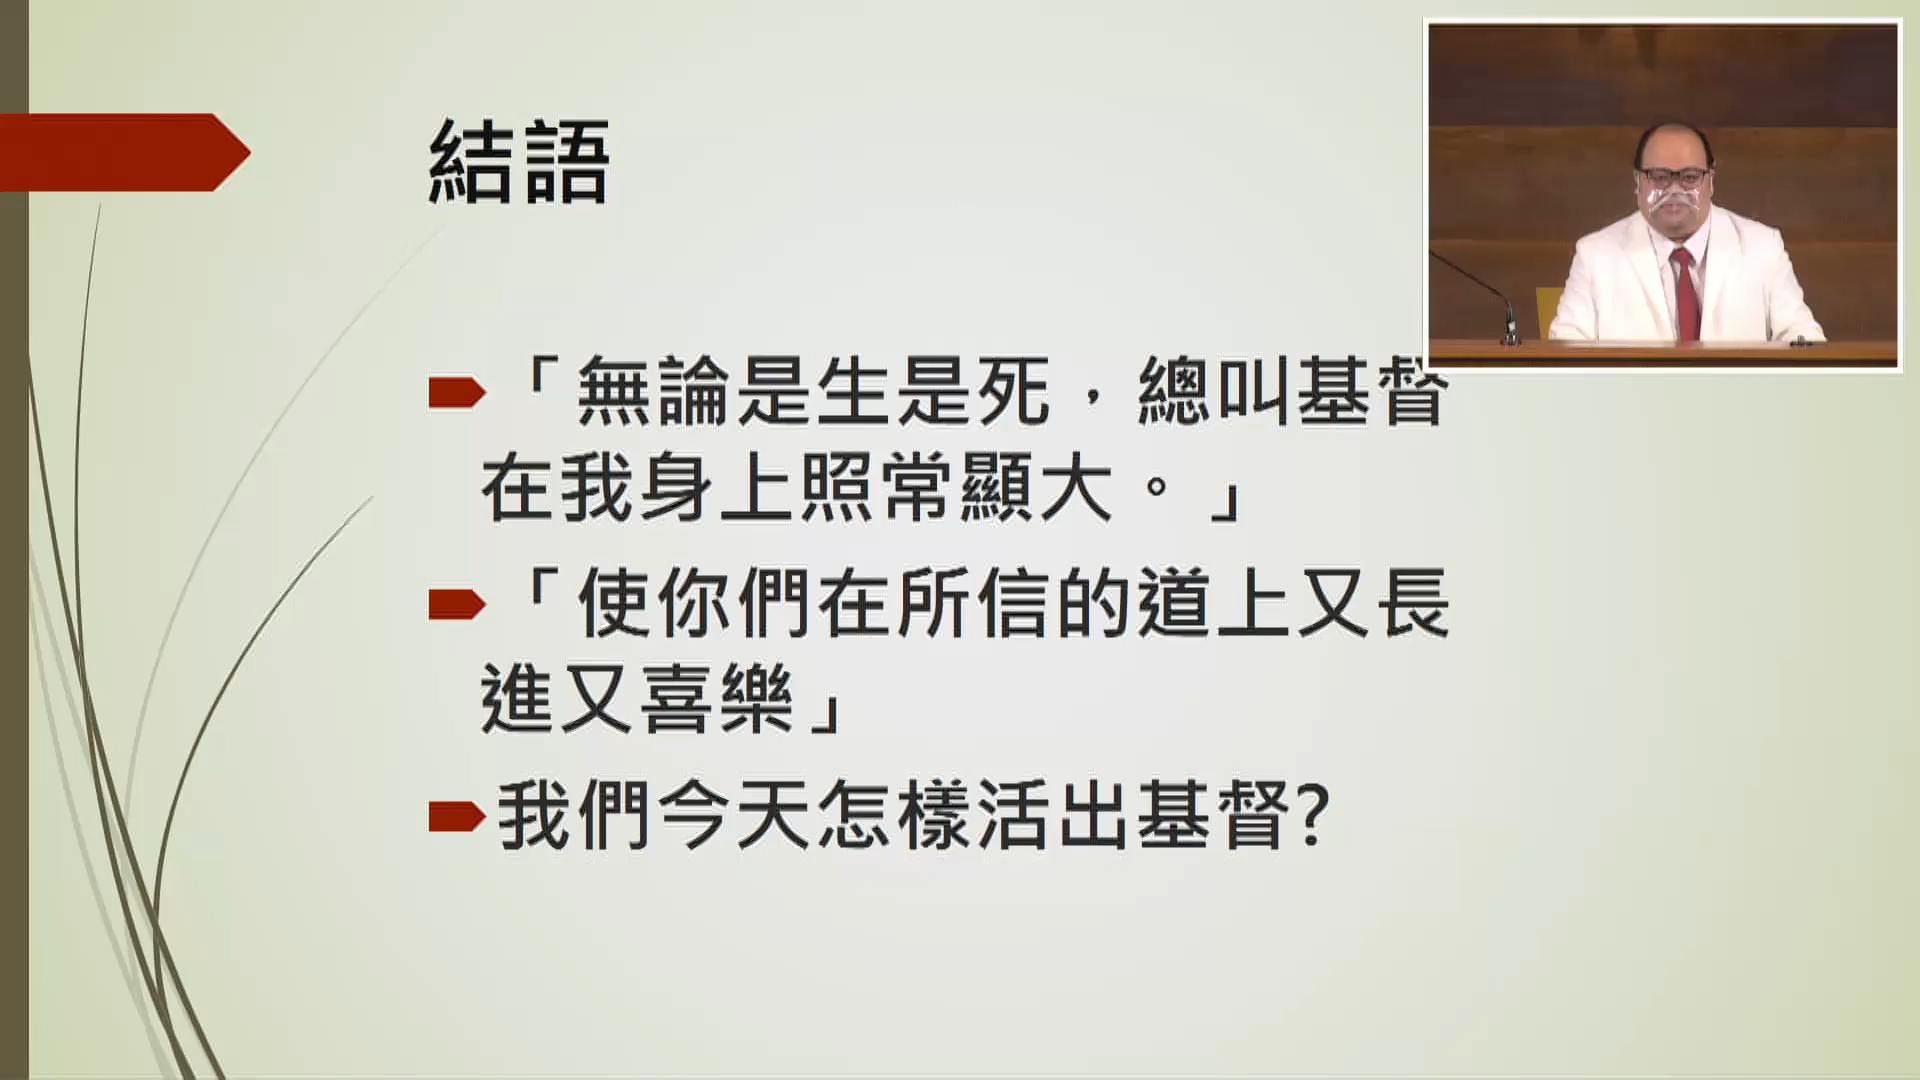 結語
「無論是生是死，總叫基督
在我身上照常顯大。」
「使你們在所信的道上又長
進又喜樂」
我們今天怎樣活出基督?